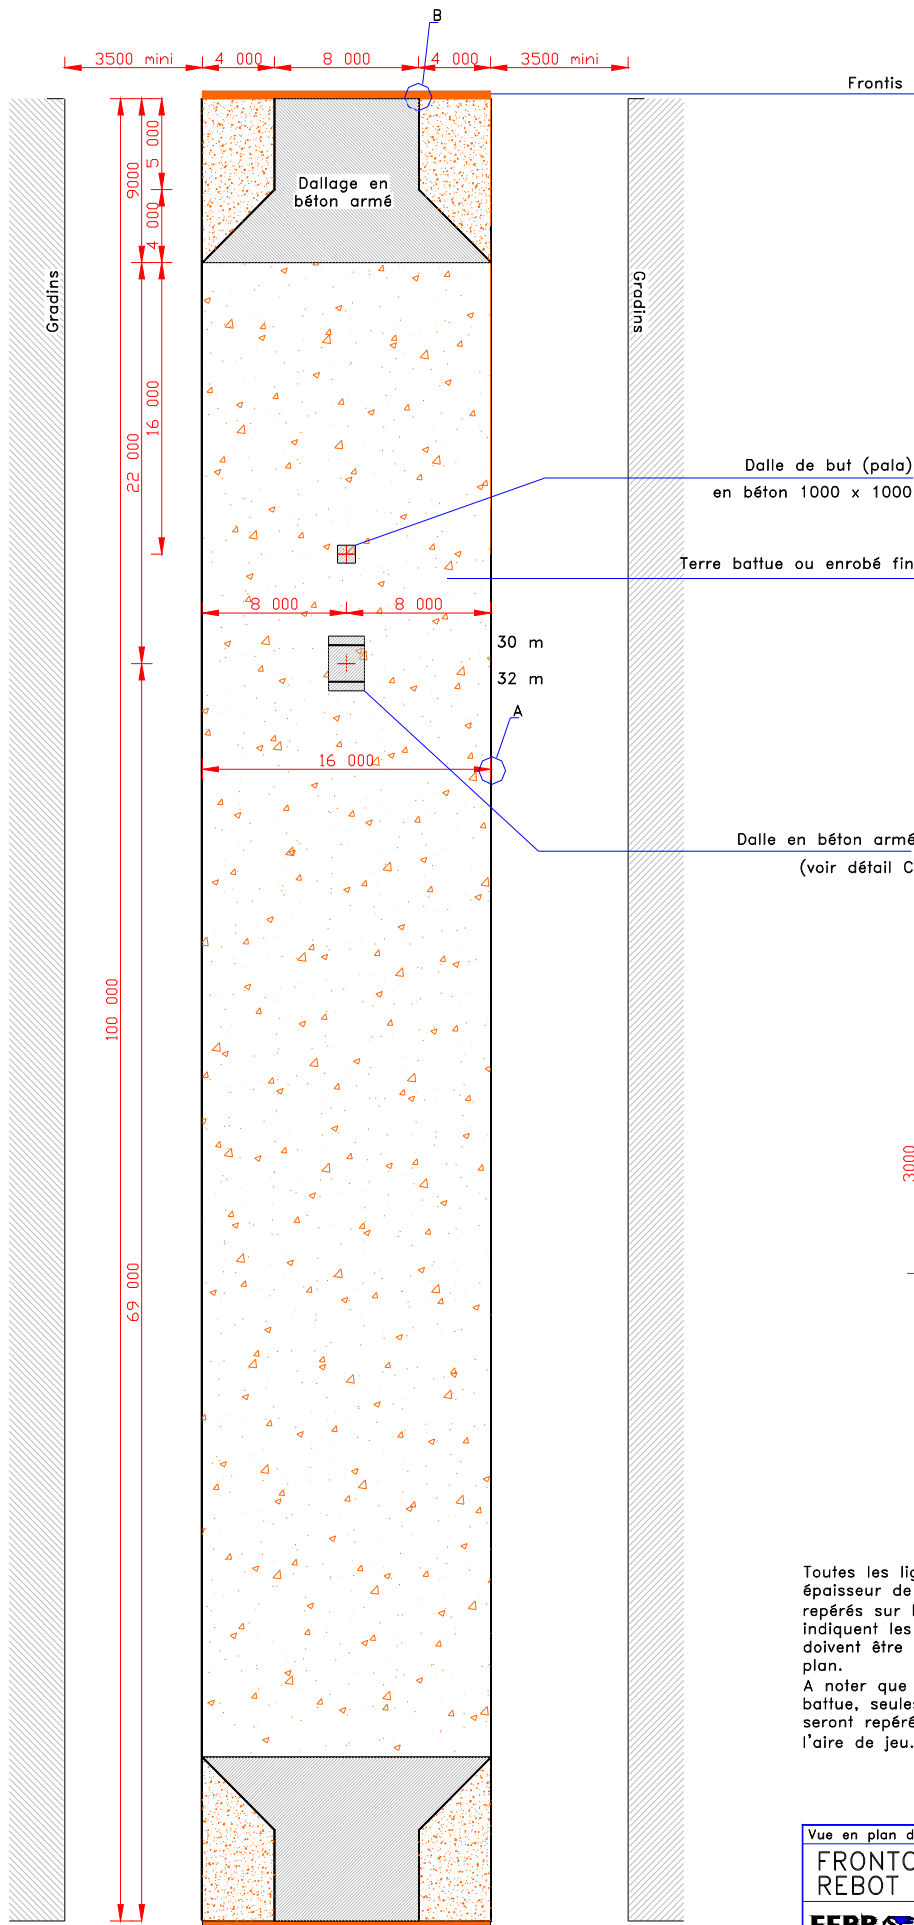 B
3500 mini
4 000
8 000
4 000
3500 mini
Frontis
5 000
9000
4 000
Dallage en
béton armé
Gradins
Gradins
16 000
22 000
Dalle de but (pala)
en béton 1000 x 1000
Terre battue ou enrobé fin
8 000
8 000
30 m
32 m
A
16 000
Dalle en béton armé
(voir détail C
100 000
3000
69 000
Toutes les lig
épaisseur de
repérés sur l
indiquent les
doivent être
plan.
A noter que
battue, seules
seront repéré
l'aire de jeu.
Vue en plan d
FRONTO
REBOT